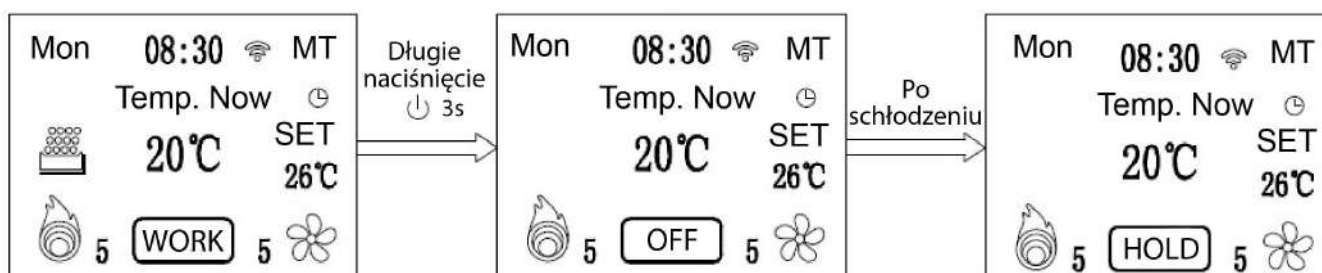 Mon 08:30 MT
Temp. Now
20℃ SET
26℃
5 WORK 5
Długie
naciśnięcie
3s
Mon 08:30 MT
Temp. Now
20℃ SET
26℃
5 OFF 5
Po
schłodzeniu
Mon 08:30 MT
Temp. Now
20℃ SET
26℃
5 HOLD 5